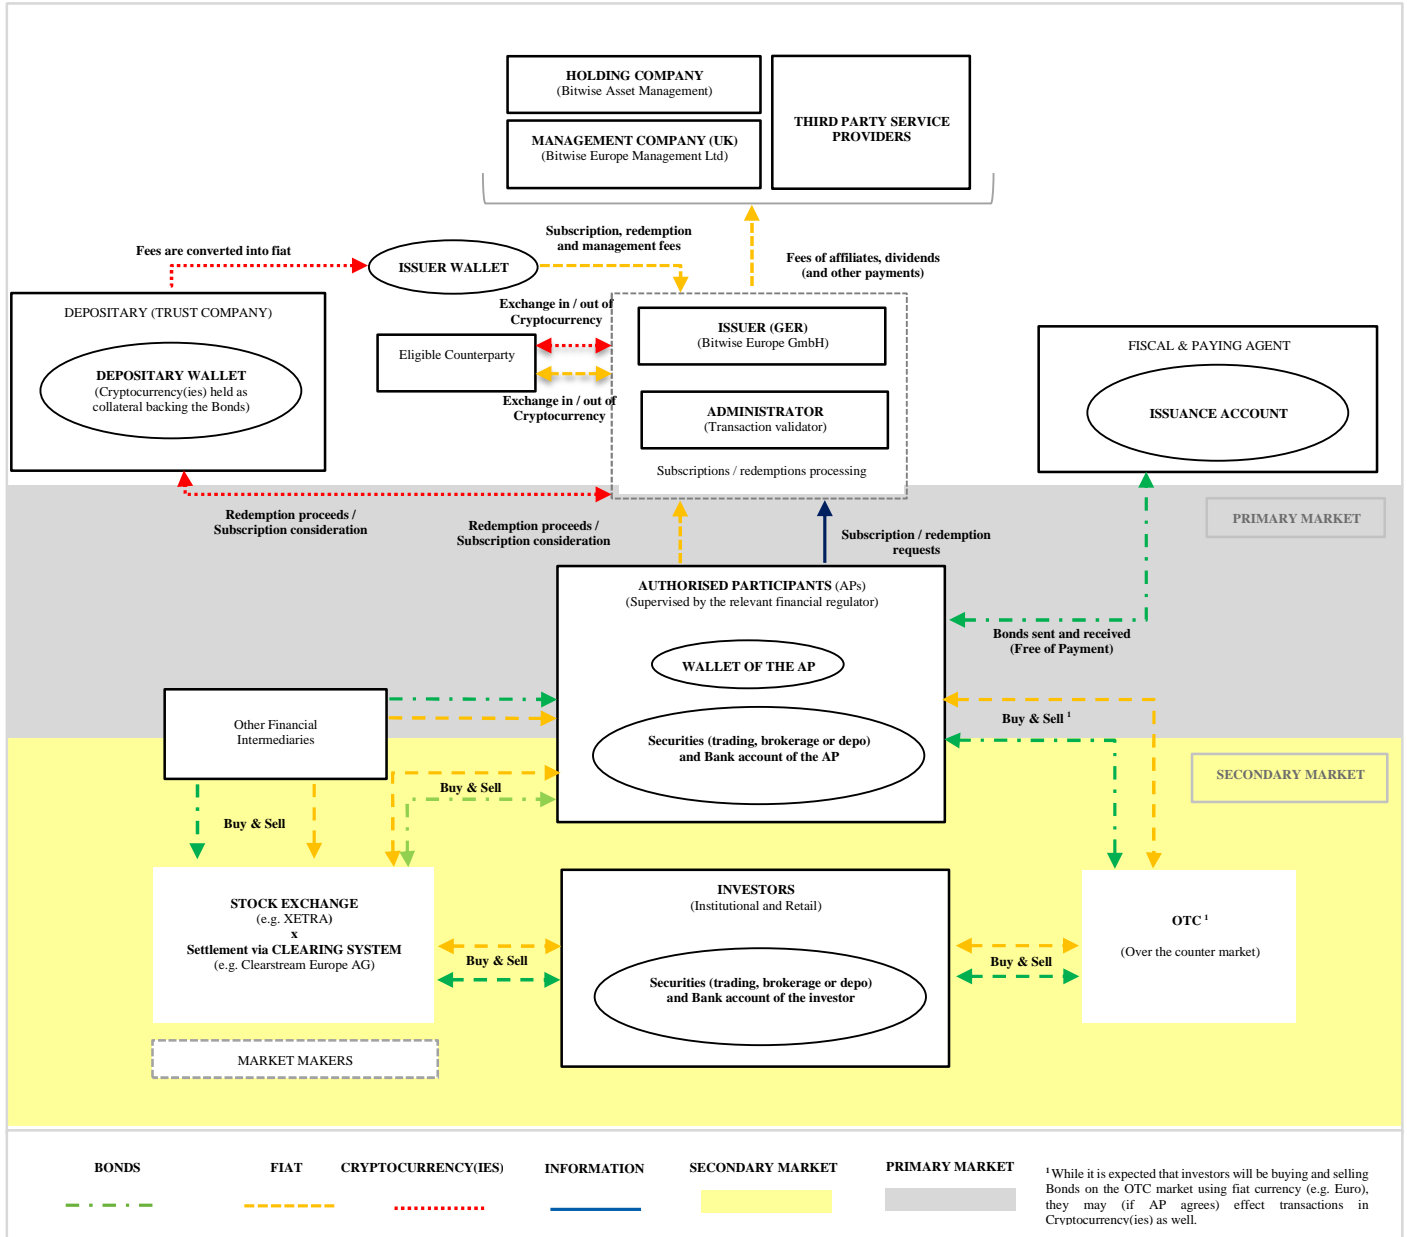 HOLDING COMPANY
(Bitwise Asset Management)
THIRD PARTY SERVICE
PROVIDERS
MANAGEMENT COMPANY (UK)
(Bitwise Europe Management Ltd)
Fees are converted into fiat
ISSUER WALLET
Subscription, redemption
and management fees
Fees of affiliates, dividends
(and other payments)
DEPOSITARY (TRUST COMPANY)
DEPOSITARY WALLET
(Cryptocurrency(ies) held as
collateral backing the Bonds)
Exchange in / out of
Cryptocurrency
Eligible Counterparty
Exchange in / out of
Cryptocurrency
ISSUER (GER)
(Bitwise Europe GmbH)
ADMINISTRATOR
(Transaction validator)
Subscriptions / redemptions processing
FISCAL & PAYING AGENT
ISSUANCE ACCOUNT
Redemption proceeds /
Subscription consideration
Redemption proceeds /
Subscription consideration
Subscription / redemption
requests
PRIMARY MARKET
AUTHORISED PARTICIPANTS (APs)
(Supervised by the relevant financial regulator)
WALLET OF THE AP
Securities (trading, brokerage or depo)
and Bank account of the AP
Bonds sent and received
(Free of Payment)
Other Financial
Intermediaries
Buy & Sell ¹
SECONDARY MARKET
Buy & Sell
Buy & Sell
STOCK EXCHANGE
(e.g. XETRA)
x
Settlement via CLEARING SYSTEM
(e.g. Clearstream Europe AG)
Buy & Sell
INVESTORS
(Institutional and Retail)
Securities (trading, brokerage or depo)
and Bank account of the investor
Buy & Sell
OTC ¹
(Over the counter market)
MARKET MAKERS
BONDS
FIAT
CRYPTOCURRENCY(IES)
INFORMATION
SECONDARY MARKET
PRIMARY MARKET
¹ While it is expected that investors will be buying and selling
Bonds on the OTC market using fiat currency (e.g. Euro),
they may (if AP agrees) effect transactions in
Cryptocurrency(ies) as well.